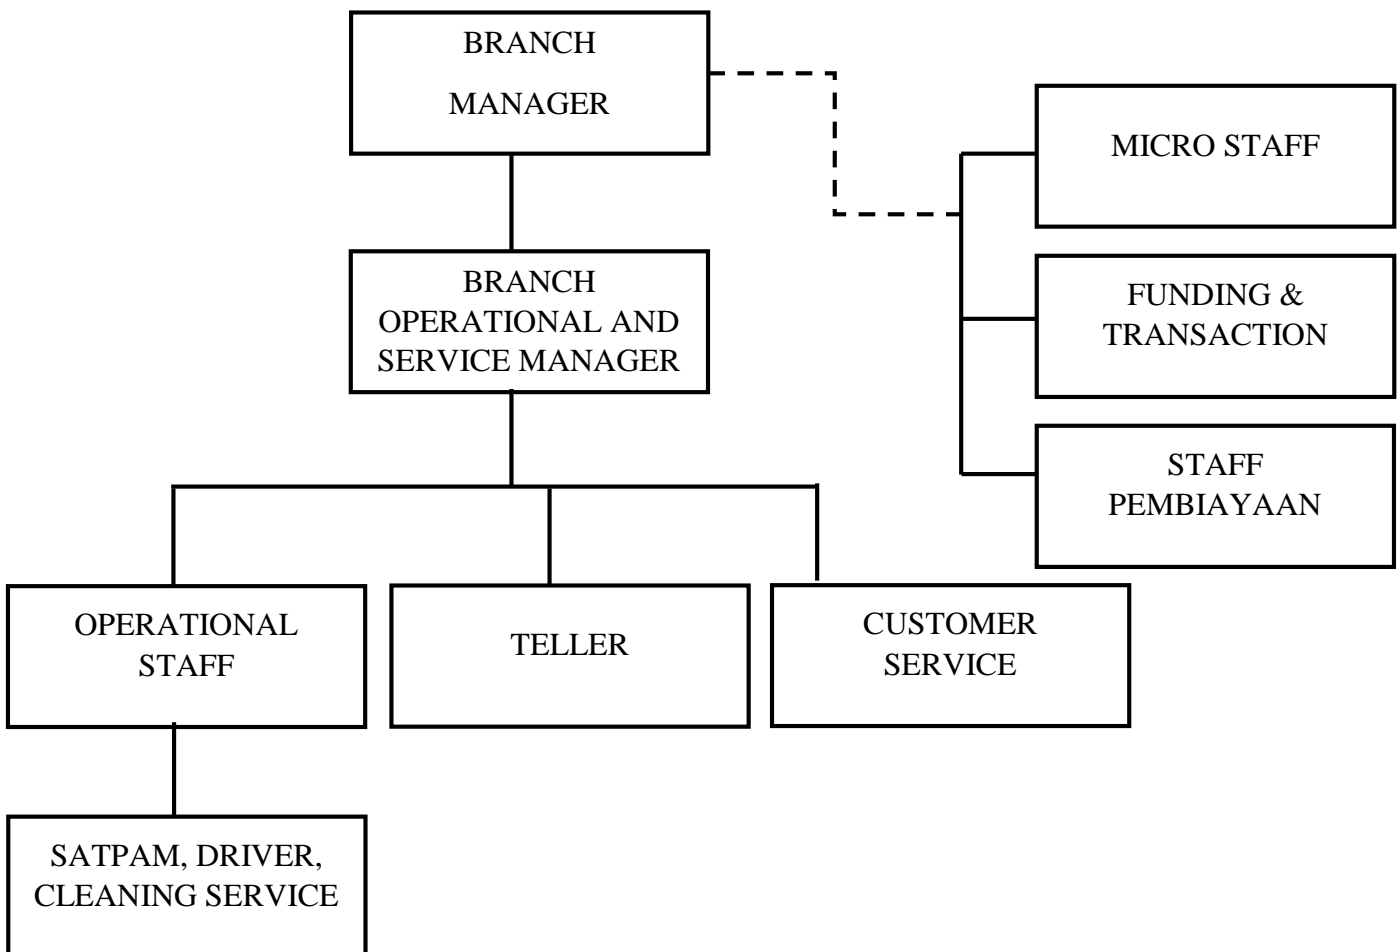 BRANCH
MANAGER
MICRO STAFF
BRANCH
OPERATIONAL AND
SERVICE MANAGER
FUNDING &
TRANSACTION
STAFF
PEMBIAYAAN
OPERATIONAL
STAFF
TELLER
CUSTOMER
SERVICE
SATPAM, DRIVER,
CLEANING SERVICE